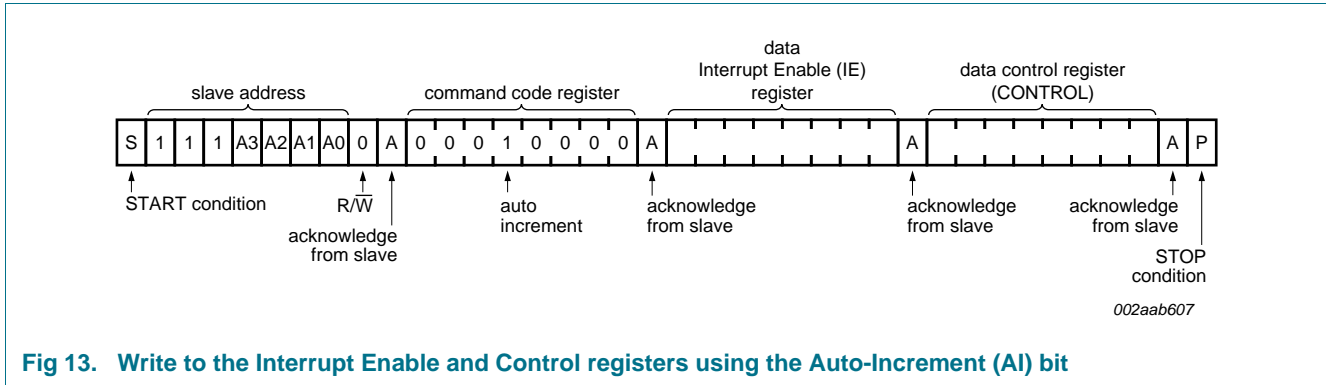 data
Interrupt Enable (IE)
register
data control register
(CONTROL)
slave address
command code register
S 1 1 1 A3 A2 A1 A0 0 A 0 0 0 1 0 0 0 0 A A A P
START condition
R/W̅
acknowledge
from slave
auto
increment
acknowledge
from slave
acknowledge
from slave
acknowledge
from slave
STOP
condition
002aab607
Fig 13. Write to the Interrupt Enable and Control registers using the Auto-Increment (AI) bit